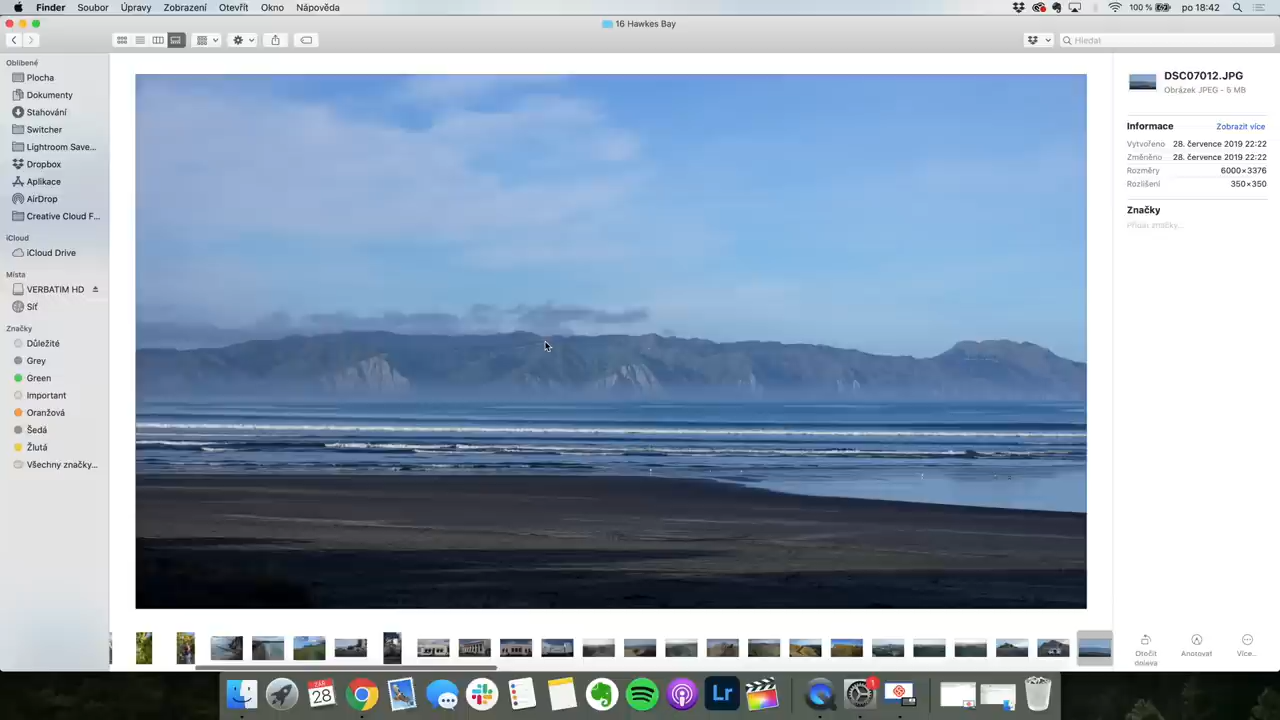 Finder Soubor Úpravy Zobrazení Otevřít Okno Nápověda 100 % po 18:42
16 Hawkes Bay
Hledat
Oblíbené
Plocha
Dokumenty
Stahování
Switcher
Lightroom Save...
Dropbox
Aplikace
AirDrop
Creative Cloud F...
iCloud
iCloud Drive
Místa
VERBATIM HD
Síť
Značky
Důležité
Grey
Green
Important
Oranžová
Šedá
Žlutá
Všechny značky...
DSC07012.JPG
Obrázek JPEG - 5 MB
Informace Zobrazit více
Vytvořeno 28. července 2019 22:22
Změněno 28. července 2019 22:22
Rozměry 6000×3376
Rozlišení 350×350
Značky
Přidat značky...
Otočit doleva
Anotovat
Více...
28
Lr
1